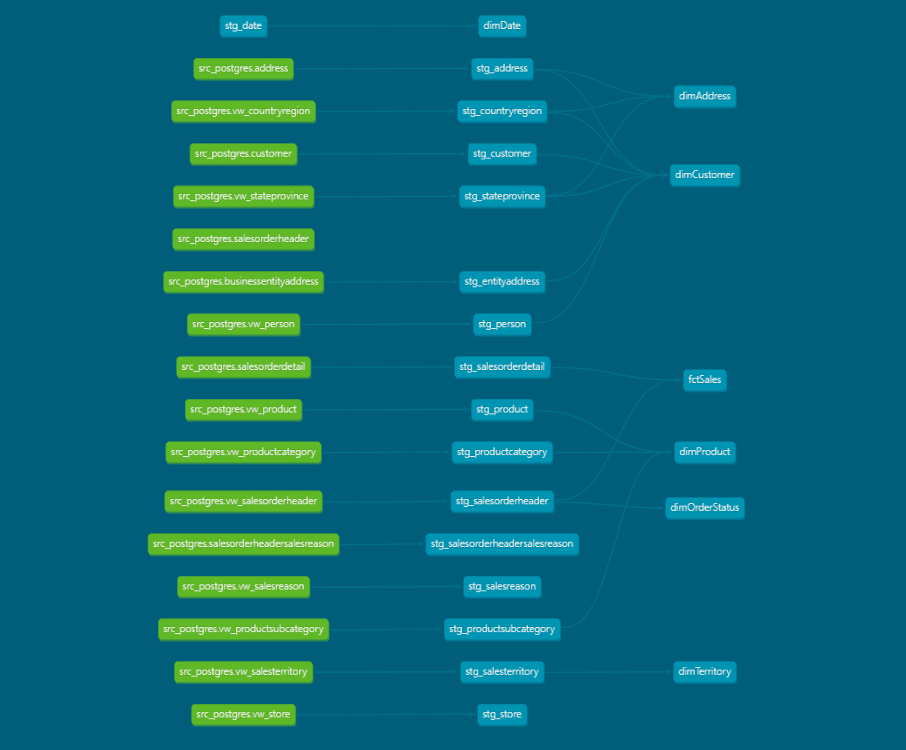 stg_date
dimDate
src_postgres.address
stg_address
dimAddress
src_postgres.vw_countryregion
stg_countryregion
src_postgres.customer
stg_customer
dimCustomer
src_postgres.vw_stateprovince
stg_stateprovince
src_postgres.salesorderheader
src_postgres.businessentityaddress
stg_entityaddress
src_postgres.vw_person
stg_person
src_postgres.salesorderdetail
stg_salesorderdetail
fctSales
src_postgres.vw_product
stg_product
src_postgres.vw_productcategory
stg_productcategory
dimProduct
src_postgres.vw_salesorderheader
stg_salesorderheader
dimOrderStatus
src_postgres.salesorderheadersalesreason
stg_salesorderheadersalesreason
src_postgres.vw_salesreason
stg_salesreason
src_postgres.vw_productsubcategory
stg_productsubcategory
src_postgres.vw_salesterritory
stg_salesterritory
dimTerritory
src_postgres.vw_store
stg_store